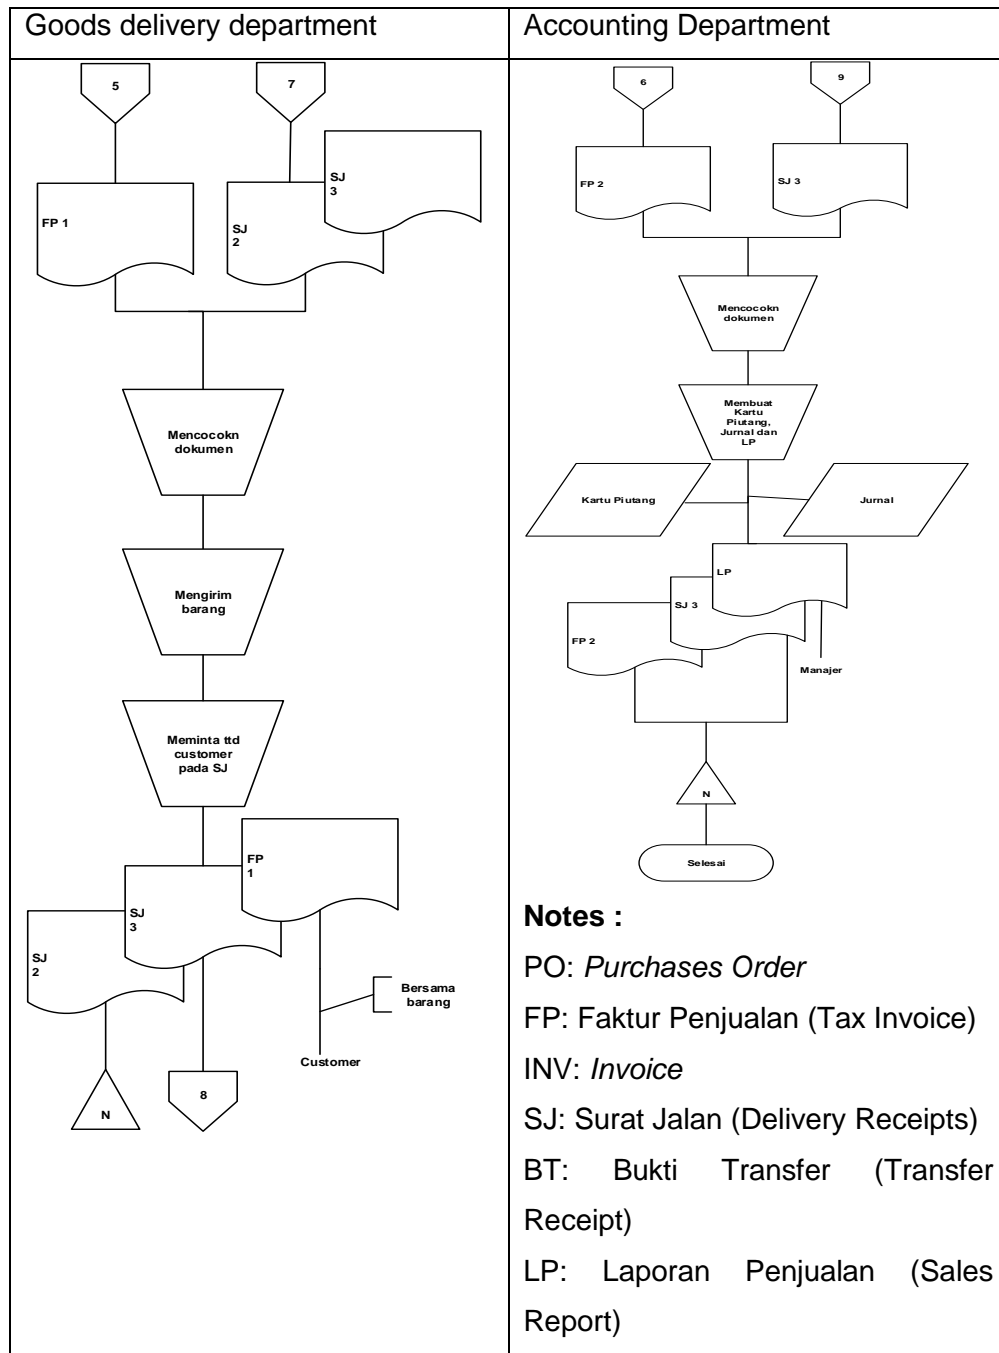 Goods delivery department
5
7
FP 1
SJ
2
SJ
3
Mencocokn
dokumen
Mengirim
barang
Meminta ttd
customer
pada SJ
SJ
2
SJ
3
FP
1
Bersama
barang
Customer
N
8
Accounting Department
6
9
FP 2
SJ 3
Mencocokn
dokumen
Membuat
Kartu
Piutang,
Jurnal dan
LP
Kartu Piutang
Jurnal
LP
SJ 3
FP 2
Manajer
N
Selesai
Notes :
PO: Purchases Order
FP: Faktur Penjualan (Tax Invoice)
INV: Invoice
SJ: Surat Jalan (Delivery Receipts)
BT: Bukti Transfer (Transfer
Receipt)
LP: Laporan Penjualan (Sales
Report)